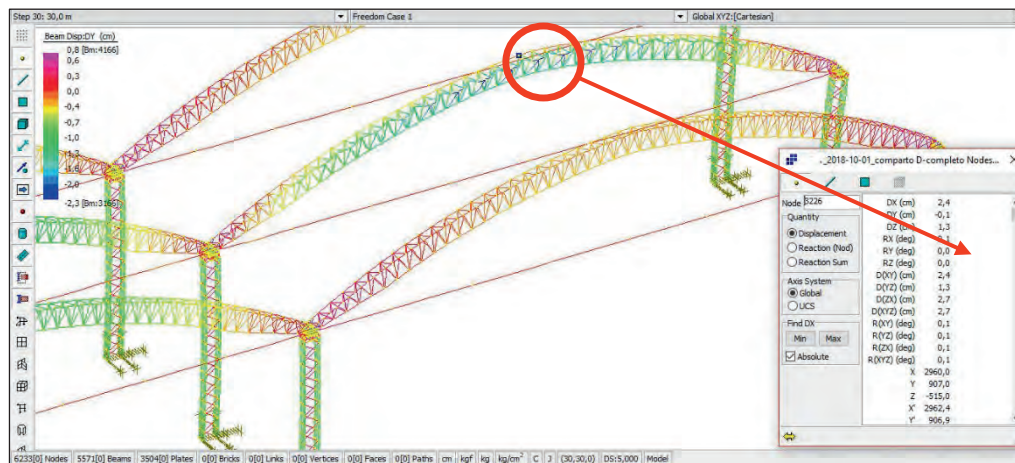 Step 30: 30,0 m
Freedom Case 1
Global XYZ:[Cartesian]
Beam Disp:DY (cm)
0,8 [Bm:4166]
0,6
0,3
0,0
-0,4
-0,7
-1,0
-1,3
-1,6
-2,0
-2,3 [Bm:3166]
._2018-10-01_comparto D-completo Nodes...
Node 3226
Quantity
Displacement
Reaction (Nod)
Reaction Sum
Axis System
Global
UCS
Find DX
Min Max
Absolute
DX (cm) 2,4
DY (cm) -0,1
DZ (cm) 1,3
RX (deg) 0,1
RY (deg) 0,0
RZ (deg) 0,0
D(XY) (cm) 2,4
D(YZ) (cm) 1,3
D(ZX) (cm) 2,7
D(XYZ) (cm) 2,7
R(XY) (deg) 0,1
R(YZ) (deg) 0,1
R(ZX) (deg) 0,1
R(XYZ) (deg) 0,1
X 2960,0
Y 907,0
Z -515,0
X' 2962,4
Y' 906,9
6233[0] Nodes 5571[0] Beams 3504[0] Plates 0[0] Bricks 0[0] Links 0[0] Vertices 0[0] Faces 0[0] Paths cm kgf kg kg/cm² C J (30,30,0) DS:5,000 Model